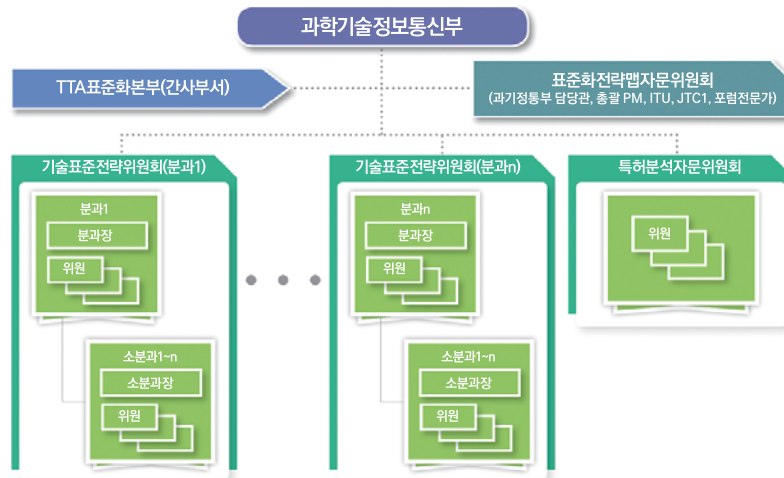 과학기술정보통신부
TTA표준화본부(간사부서)
표준화전략맵자문위원회
(과기정통부 담당관, 총괄 PM, ITU, JTC1, 포럼전문가)
기술표준전략위원회(분과1)
기술표준전략위원회(분과n)
특허분석자문위원회
분과1
분과장
위원
소분과1~n
소분과장
위원
분과n
분과장
위원
소분과1~n
소분과장
위원
위원